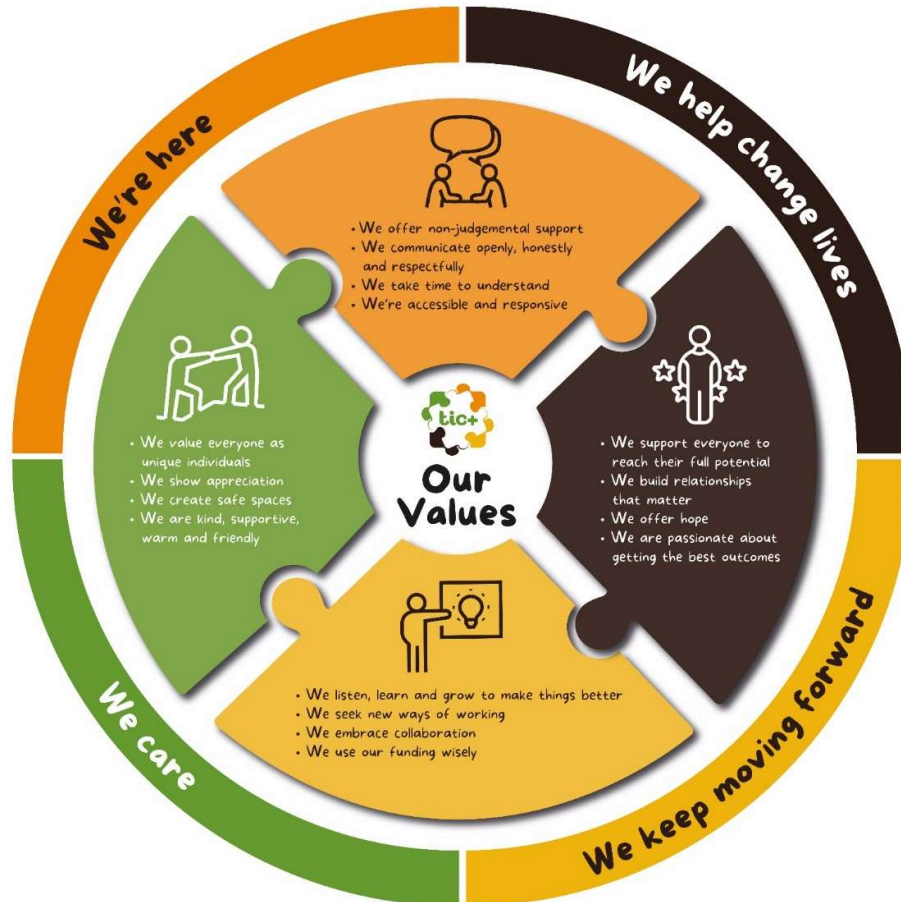 We're here
We help change lives
• We offer non-judgemental support
• We communicate openly, honestly
and respectfully
• We take time to understand
• We're accessible and responsive
• We value everyone as
unique individuals
• We show appreciation
• We create safe spaces
• We are kind, supportive,
warm and friendly
tic+
Our
Values
• We support everyone to
reach their full potential
• We build relationships
that matter
• We offer hope
• We are passionate about
getting the best outcomes
• We listen, learn and grow to make things better
• We seek new ways of working
• We embrace collaboration
• We use our funding wisely
We care
We keep moving forward